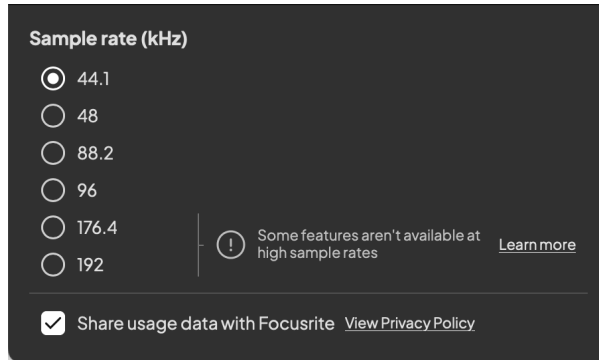 Sample rate (kHz)
44.1
48
88.2
96
176.4
192
Some features aren't available at
high sample rates
Learn more
Share usage data with Focusrite View Privacy Policy